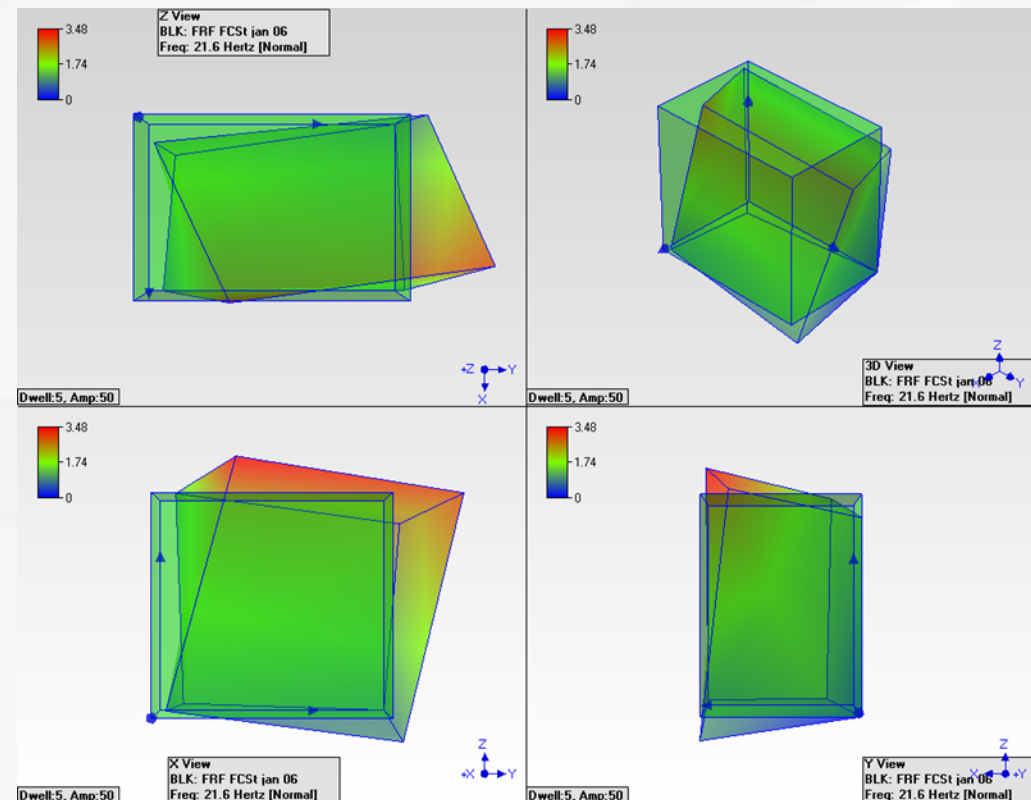 Z View
BLK: FRF FCSt jan 06
Freq: 21.6 Hertz [Normal]
3.48
1.74
0
+Z
Y
X
Dwell:5, Amp:50
3.48
1.74
0
Z
Y
3D View
BLK: FRF FCSt jan 06
Freq: 21.6 Hertz [Normal]
Dwell:5, Amp:50
3.48
1.74
0
Z
+X
Y
X View
BLK: FRF FCSt jan 06
Freq: 21.6 Hertz [Normal]
Dwell:5, Amp:50
3.48
1.74
0
Z
X
+Y
Y View
BLK: FRF FCSt jan 06
Freq: 21.6 Hertz [Normal]
Dwell:5, Amp:50